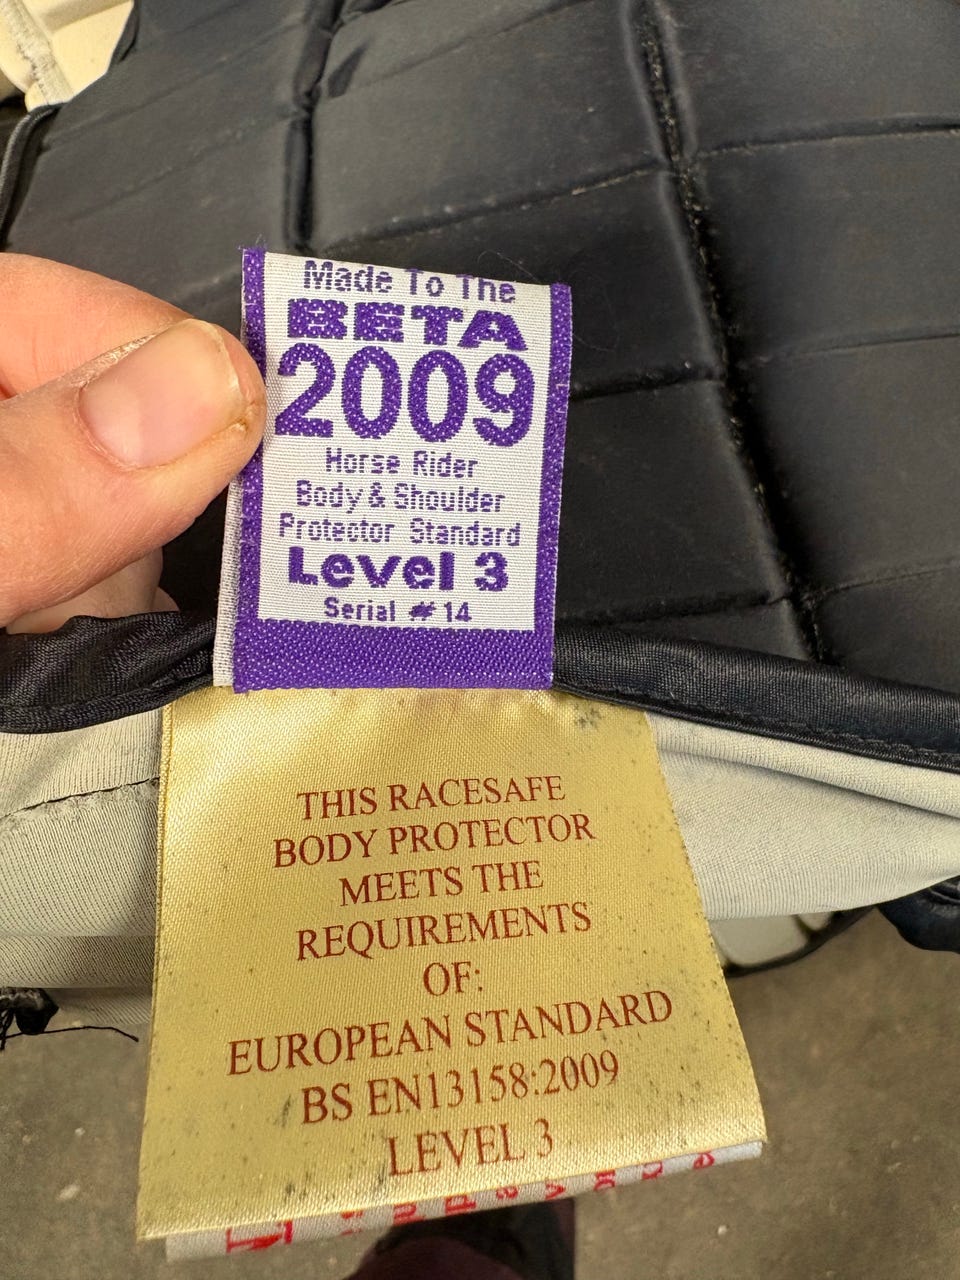 Made To The
BETA
2009
Horse Rider
Body & Shoulder
Protector Standard
Level 3
Serial # 14
THIS RACESAFE
BODY PROTECTOR
MEETS THE
REQUIREMENTS
OF:
EUROPEAN STANDARD
BS EN13158:2009
LEVEL 3